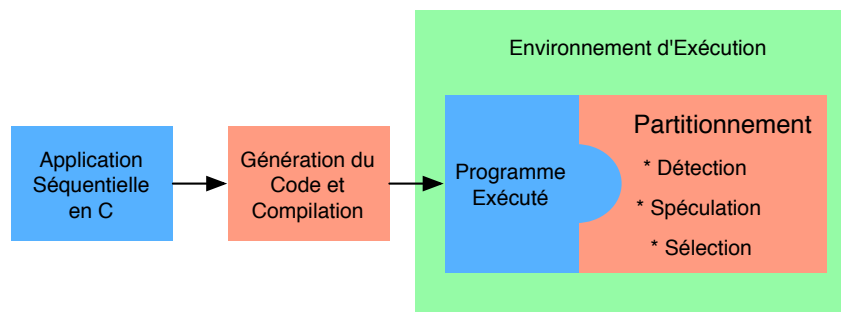 Environnement d'Exécution
Application
Séquentielle
en C
Génération du
Code et
Compilation
Programme
Exécuté
Partitionnement
* Détection
* Spéculation
* Sélection